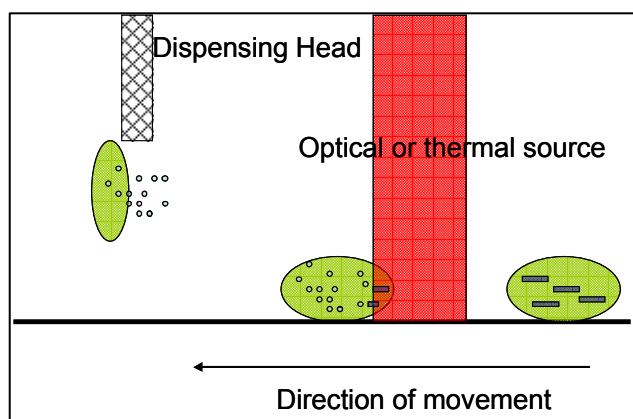 Dispensing Head
Optical or thermal source
Direction of movement